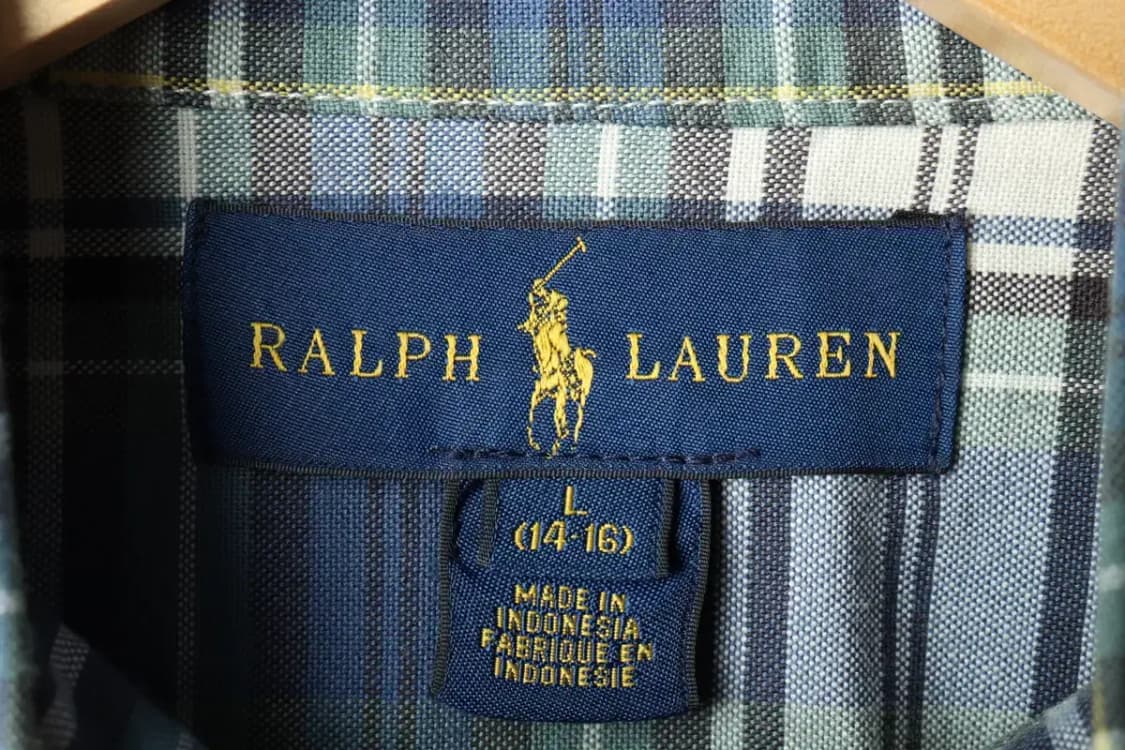 RALPH LAUREN
L
(14-16)
MADE IN
INDONESIA
FABRIQUE EN
INDONESIE